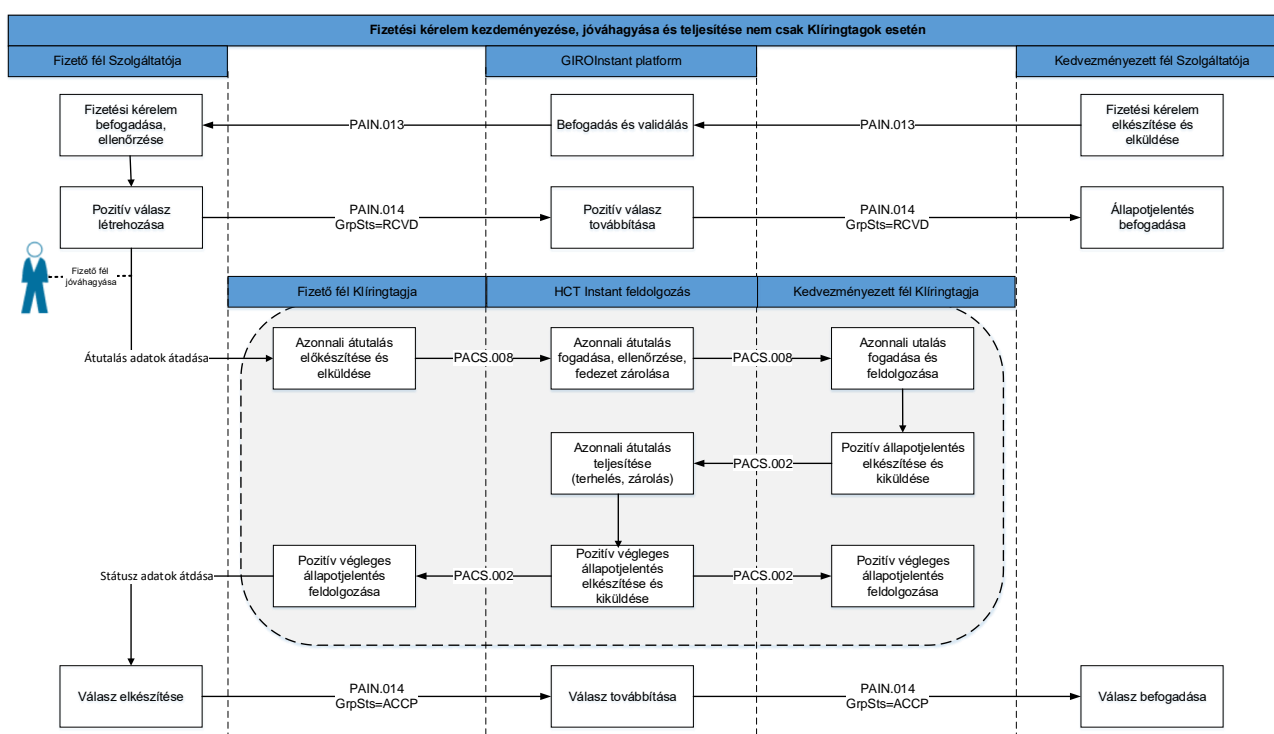 Fizetési kérelem kezdeményezése, jóváhagyása és teljesítése nem csak Klíringtagok esetén
Fizető fél Szolgáltatója
GIROInstant platform
Kedvezményezett fél Szolgáltatója
Fizetési kérelem
befogadása,
ellenőrzése
PAIN.013
Befogadás és validálás
PAIN.013
Fizetési kérelem
elkészítése és
elküldése
Pozitív válasz
létrehozása
PAIN.014
GrpSts=RCVD
Pozitív válasz
továbbítása
PAIN.014
GrpSts=RCVD
Állapotjelentés
befogadása
Fizető fél
jóváhagyása
Fizető fél Klíringtagja
HCT Instant feldolgozás
Kedvezményezett fél Klíringtagja
Átutalás adatok átadása
Azonnali átutalás
előkészítése és
elküldése
PACS.008
Azonnali átutalás
fogadása, ellenőrzése,
fedezet zárolása
PACS.008
Azonnali utalás
fogadása és
feldolgozása
Azonnali átutalás
teljesítése
(terhelés, zárolás)
PACS.002
Pozitív állapotjelentés
elkészítése és
kiküldése
Státusz adatok átdása
Pozitív végleges
állapotjelentés
feldolgozása
PACS.002
Pozitív végleges
állapotjelentés
elkészítése és
kiküldése
PACS.002
Pozitív végleges
állapotjelentés
feldolgozása
Válasz elkészítése
PAIN.014
GrpSts=ACCP
Válasz továbbítása
PAIN.014
GrpSts=ACCP
Válasz befogadása